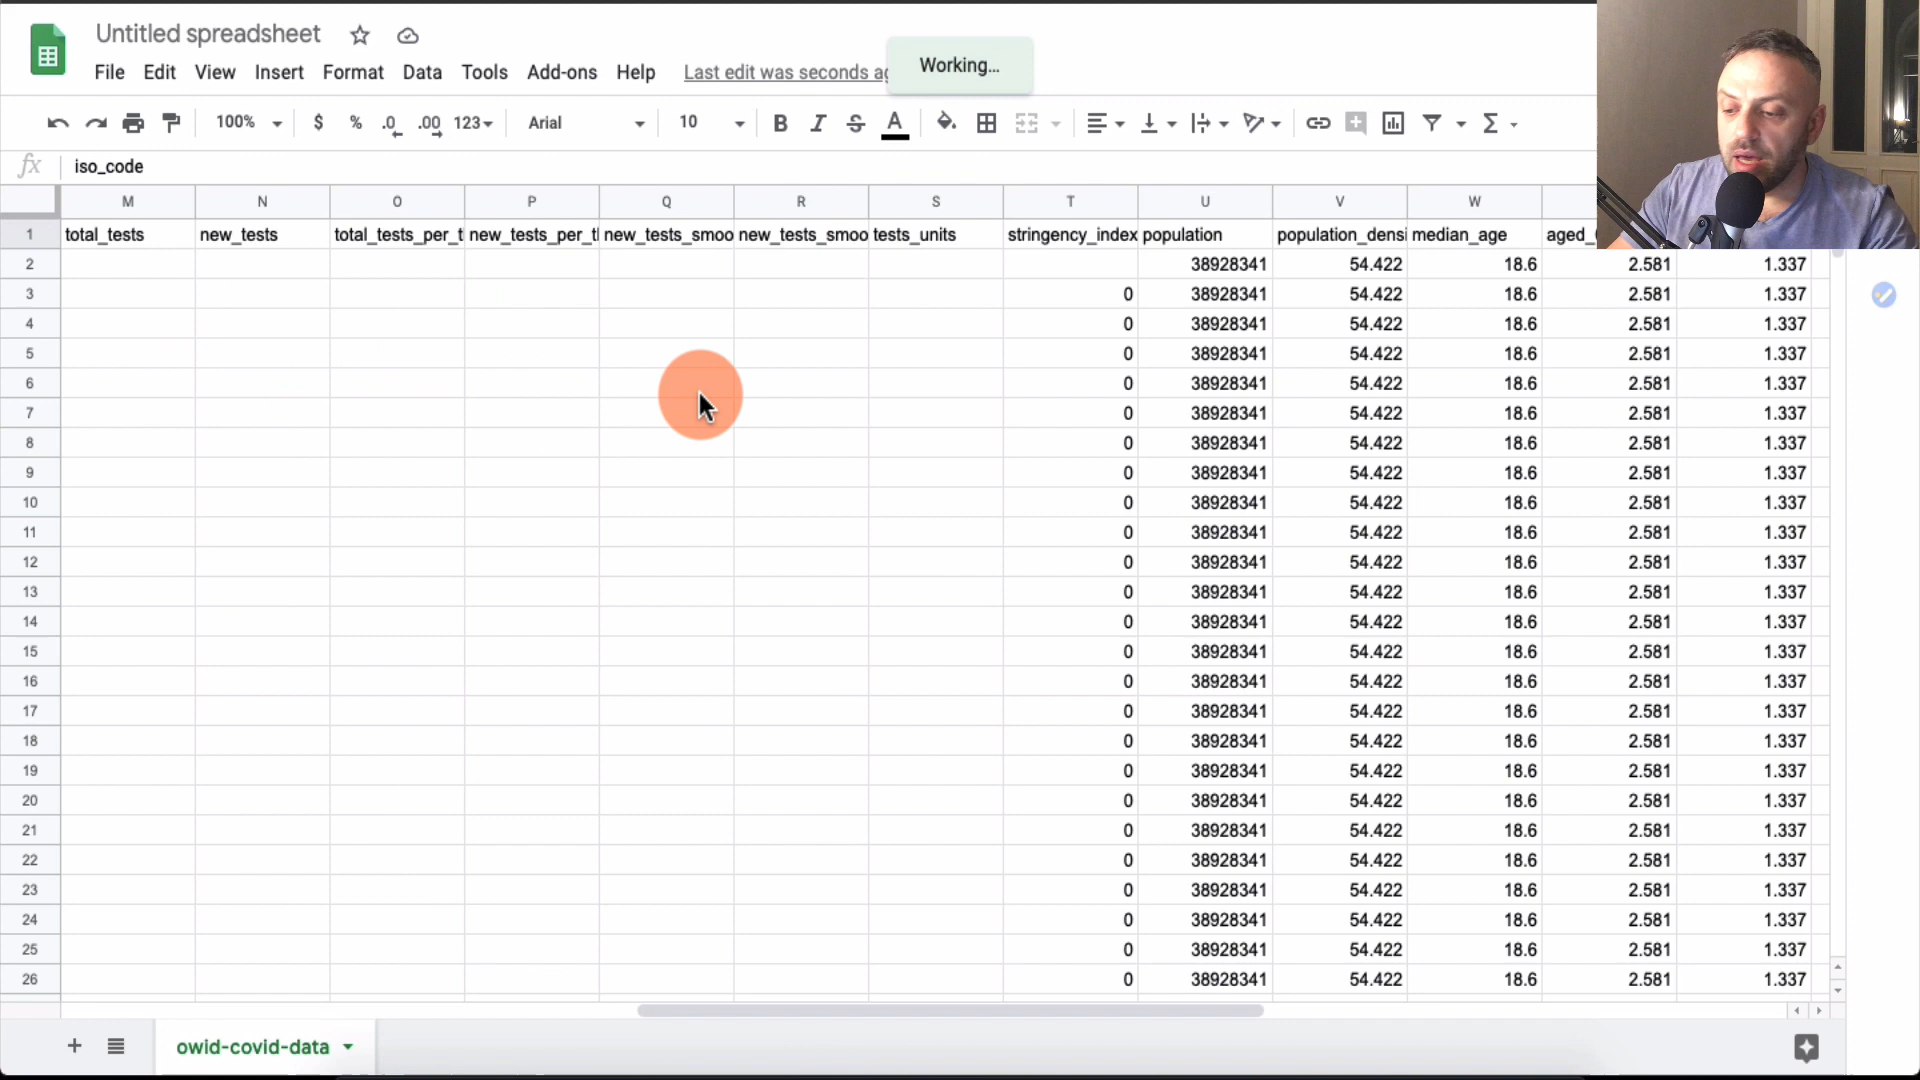 Untitled spreadsheet
File Edit View Insert Format Data Tools Add-ons Help Last edit was seconds ag
Working...
100% $ % .0 .00 123 Arial 10 B I S A Σ
fx iso_code
M N O P Q R S T U V W
1 total_tests new_tests total_tests_per_t new_tests_per_tl new_tests_smoo new_tests_smoo tests_units stringency_index population population_densi median_age aged_
2 38928341 54.422 18.6 2.581 1.337
3 0 38928341 54.422 18.6 2.581 1.337
4 0 38928341 54.422 18.6 2.581 1.337
5 0 38928341 54.422 18.6 2.581 1.337
6 0 38928341 54.422 18.6 2.581 1.337
7 0 38928341 54.422 18.6 2.581 1.337
8 0 38928341 54.422 18.6 2.581 1.337
9 0 38928341 54.422 18.6 2.581 1.337
10 0 38928341 54.422 18.6 2.581 1.337
11 0 38928341 54.422 18.6 2.581 1.337
12 0 38928341 54.422 18.6 2.581 1.337
13 0 38928341 54.422 18.6 2.581 1.337
14 0 38928341 54.422 18.6 2.581 1.337
15 0 38928341 54.422 18.6 2.581 1.337
16 0 38928341 54.422 18.6 2.581 1.337
17 0 38928341 54.422 18.6 2.581 1.337
18 0 38928341 54.422 18.6 2.581 1.337
19 0 38928341 54.422 18.6 2.581 1.337
20 0 38928341 54.422 18.6 2.581 1.337
21 0 38928341 54.422 18.6 2.581 1.337
22 0 38928341 54.422 18.6 2.581 1.337
23 0 38928341 54.422 18.6 2.581 1.337
24 0 38928341 54.422 18.6 2.581 1.337
25 0 38928341 54.422 18.6 2.581 1.337
26 0 38928341 54.422 18.6 2.581 1.337
owid-covid-data